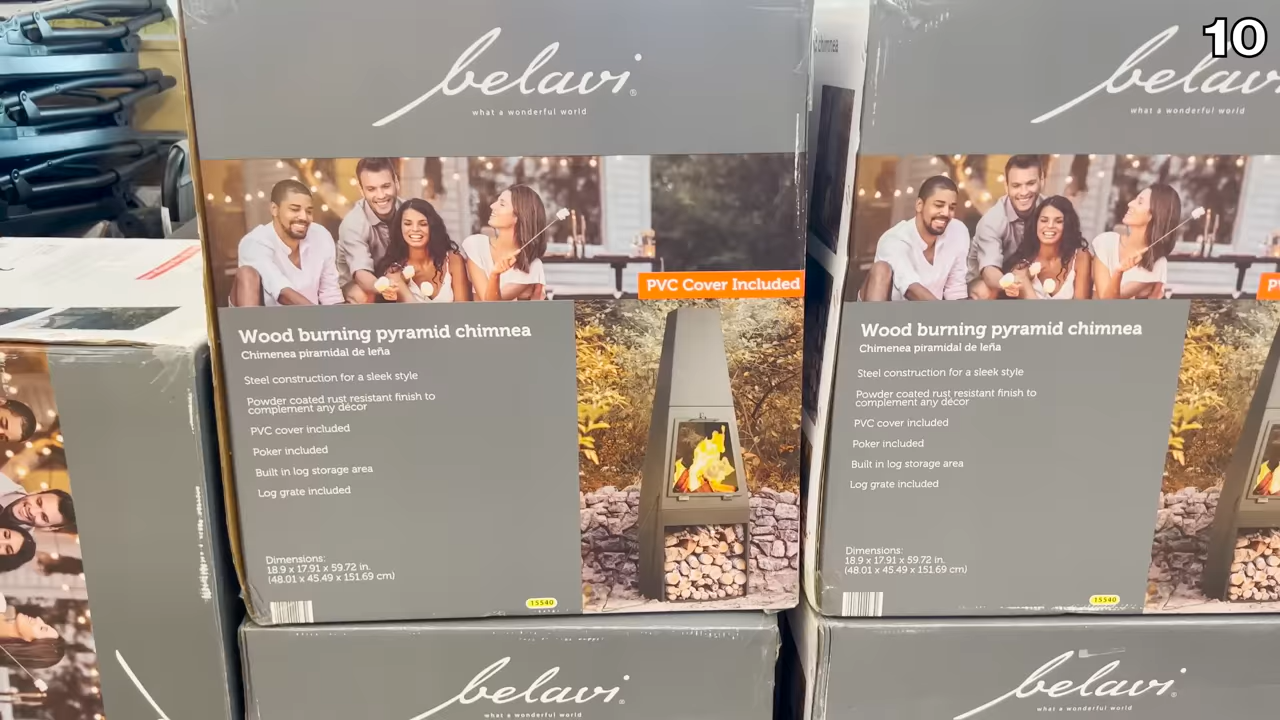 10
belavi
what a wonderful world
PVC Cover Included
Wood burning pyramid chimnea
Chimenea piramidal de leña
Steel construction for a sleek style
Powder coated rust resistant finish to
complement any décor
PVC cover included
Poker included
Built in log storage area
Log grate included
Dimensions:
18.9 x 17.91 x 59.72 in.
(48.01 x 45.49 x 151.69 cm)
15540
chimnea
belavi
what a wonderful world
Wood burning pyramid chimnea
Chimenea piramidal de leña
Steel construction for a sleek style
Powder coated rust resistant finish to
complement any décor
PVC cover included
Poker included
Built in log storage area
Log grate included
Dimensions:
18.9 x 17.91 x 59.72 in.
(48.01 x 45.49 x 151.69 cm)
15540
belavi
what a wonderful world
belavi
what a wonderful world